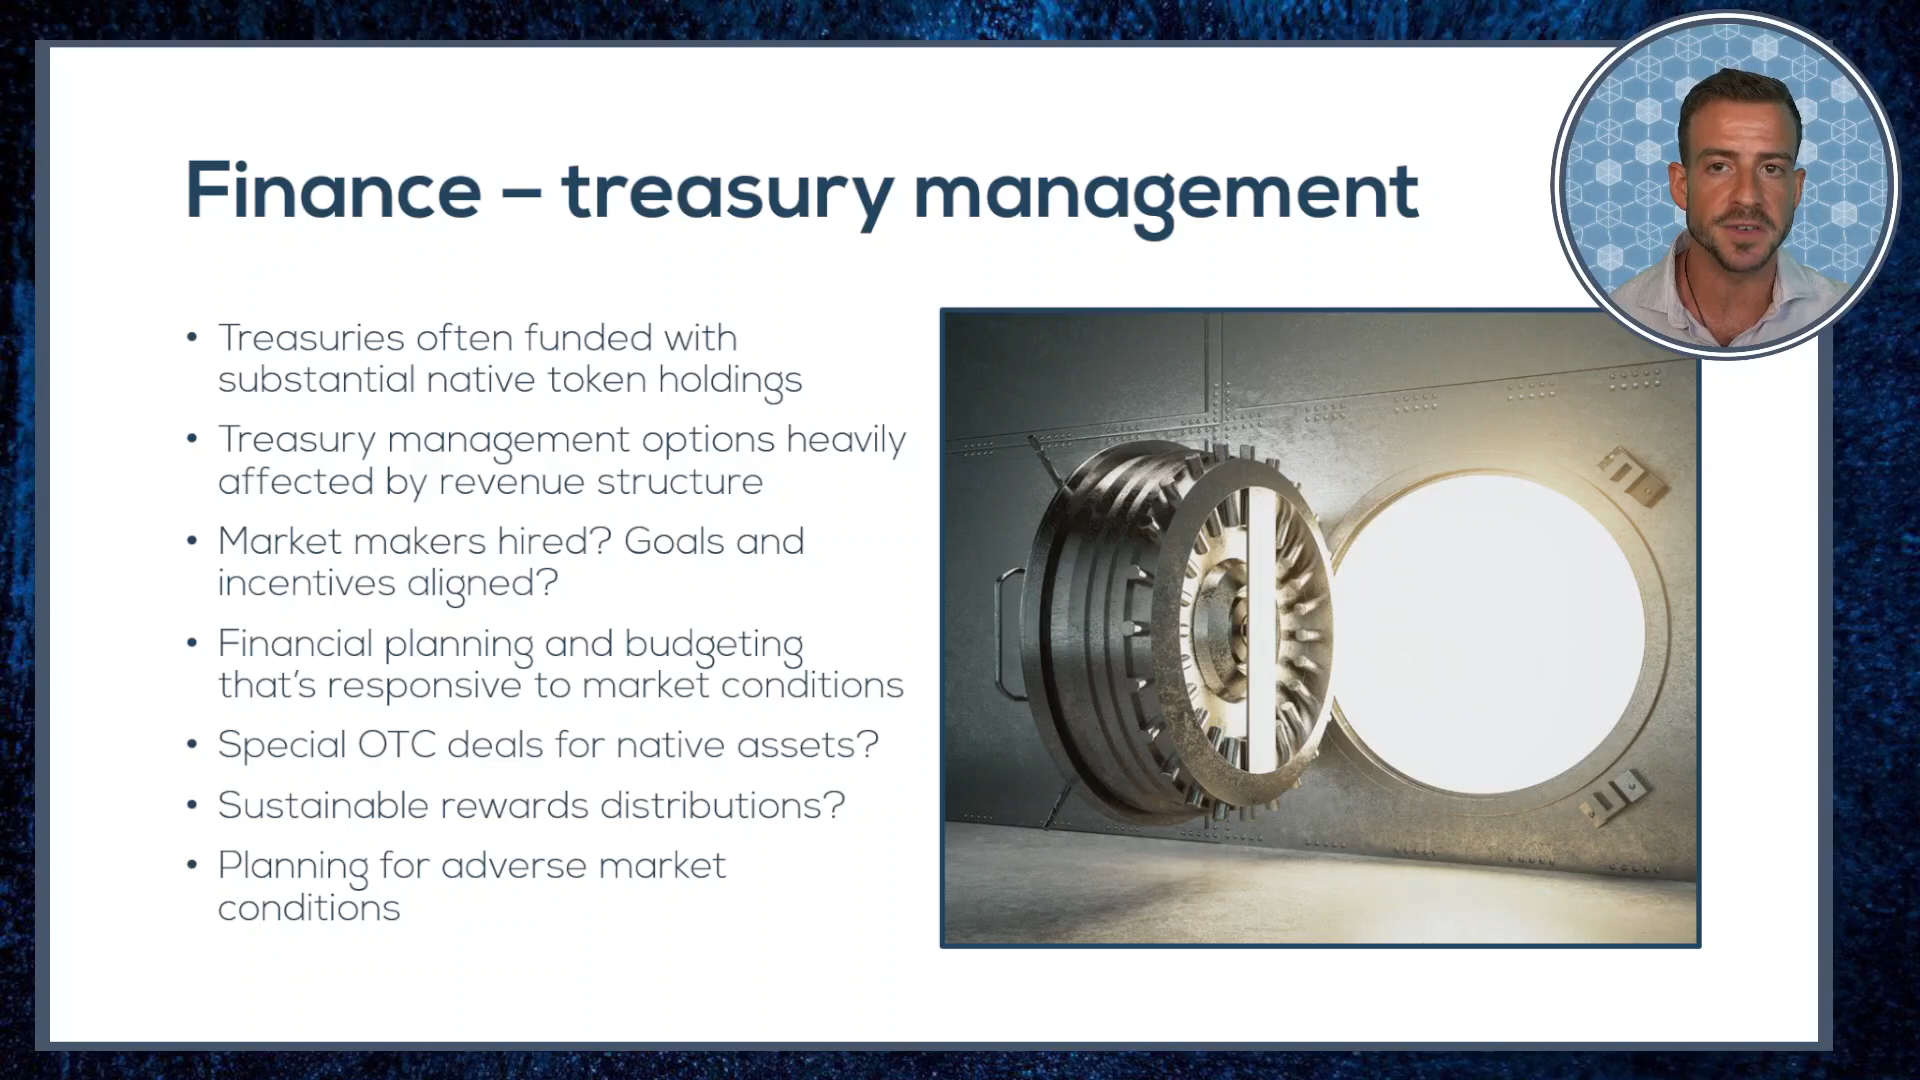 Finance – treasury management
• Treasuries often funded with
substantial native token holdings
• Treasury management options heavily
affected by revenue structure
• Market makers hired? Goals and
incentives aligned?
• Financial planning and budgeting
that's responsive to market conditions
• Special OTC deals for native assets?
• Sustainable rewards distributions?
• Planning for adverse market
conditions